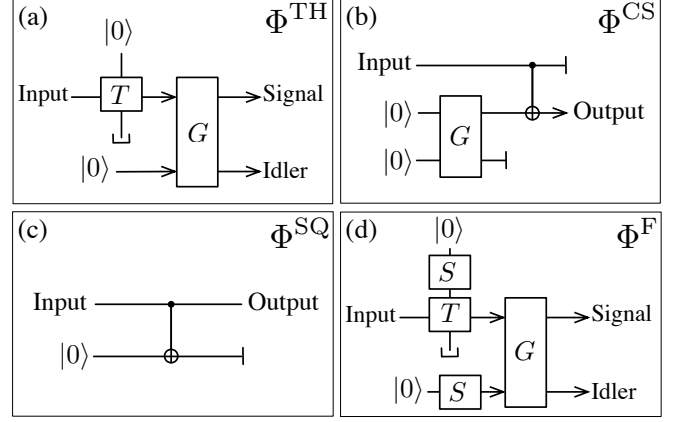 (a) Φ^TH
|0⟩
Input T Signal
G
|0⟩ Idler
(b) Φ^CS
Input
|0⟩ Output
G
|0⟩
(c) Φ^SQ
Input Output
|0⟩
(d) Φ^F
|0⟩
S
Input T Signal
G
|0⟩ S Idler